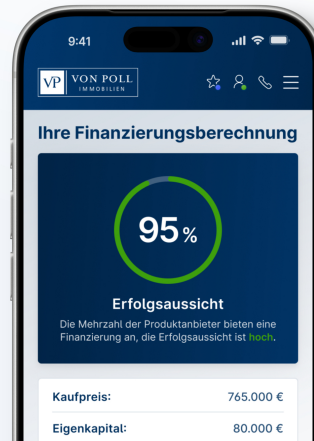 9:41
VP VON POLL
IMMOBILIEN
Ihre Finanzierungsberechnung
95 %
Erfolgsaussicht
Die Mehrzahl der Produktanbieter bieten eine
Finanzierung an, die Erfolgsaussicht ist hoch.
Kaufpreis: 765.000 €
Eigenkapital: 80.000 €